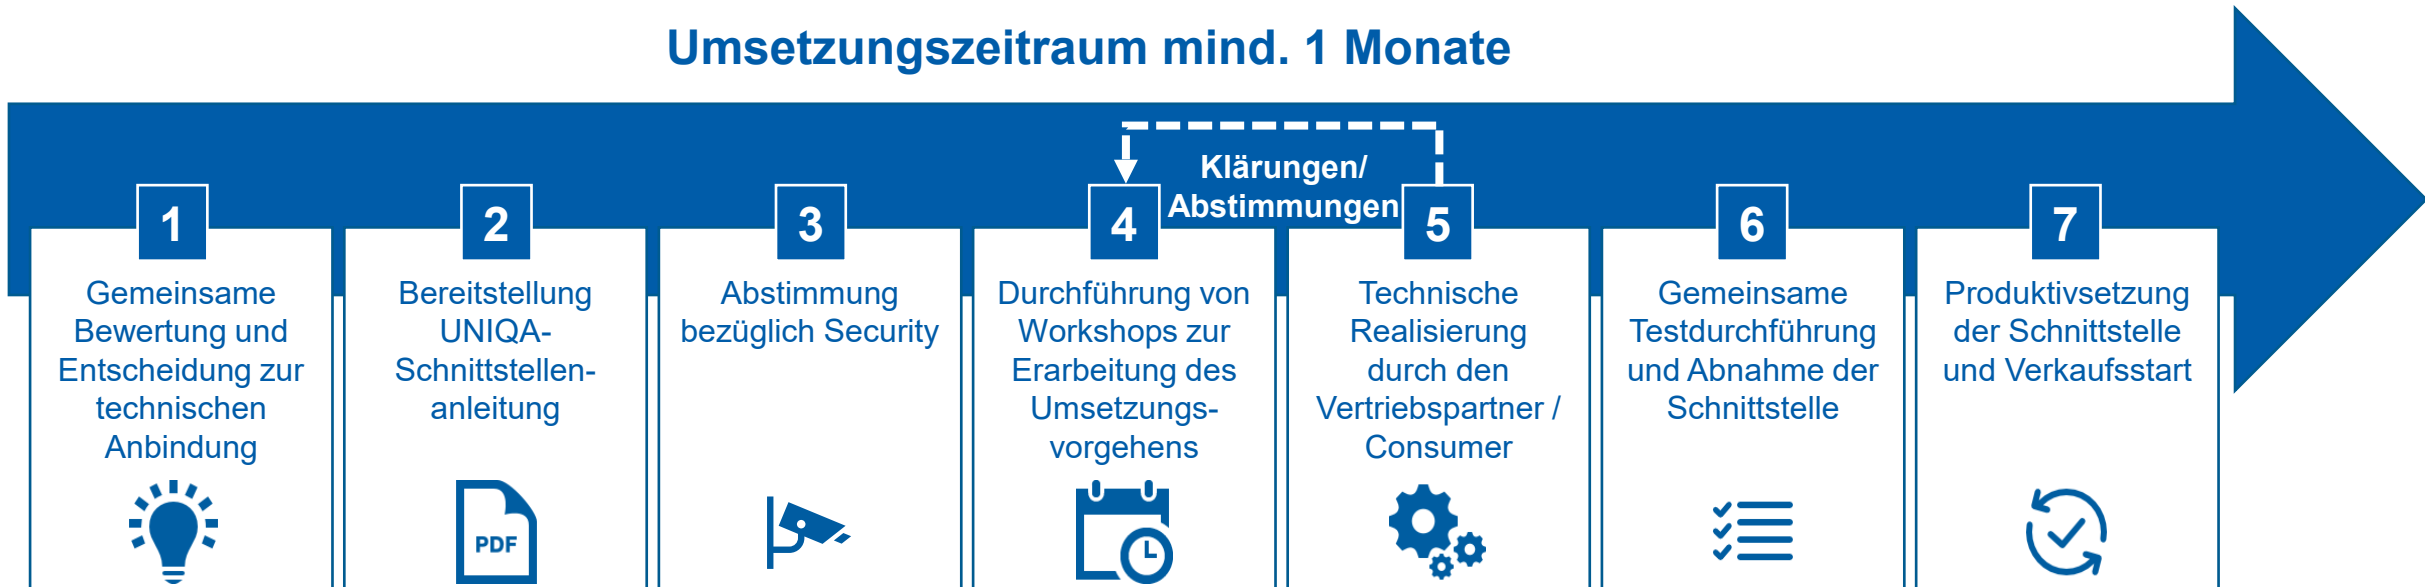 Umsetzungszeitraum mind. 1 Monate
Klärungen/
Abstimmungen
1
Gemeinsame
Bewertung und
Entscheidung zur
technischen
Anbindung
2
Bereitstellung
UNIQA-
Schnittstellen-
anleitung
PDF
3
Abstimmung
bezüglich Security
4
Durchführung von
Workshops zur
Erarbeitung des
Umsetzungs-
vorgehens
5
Technische
Realisierung
durch den
Vertriebspartner /
Consumer
6
Gemeinsame
Testdurchführung
und Abnahme der
Schnittstelle
7
Produktivsetzung
der Schnittstelle
und Verkaufsstart